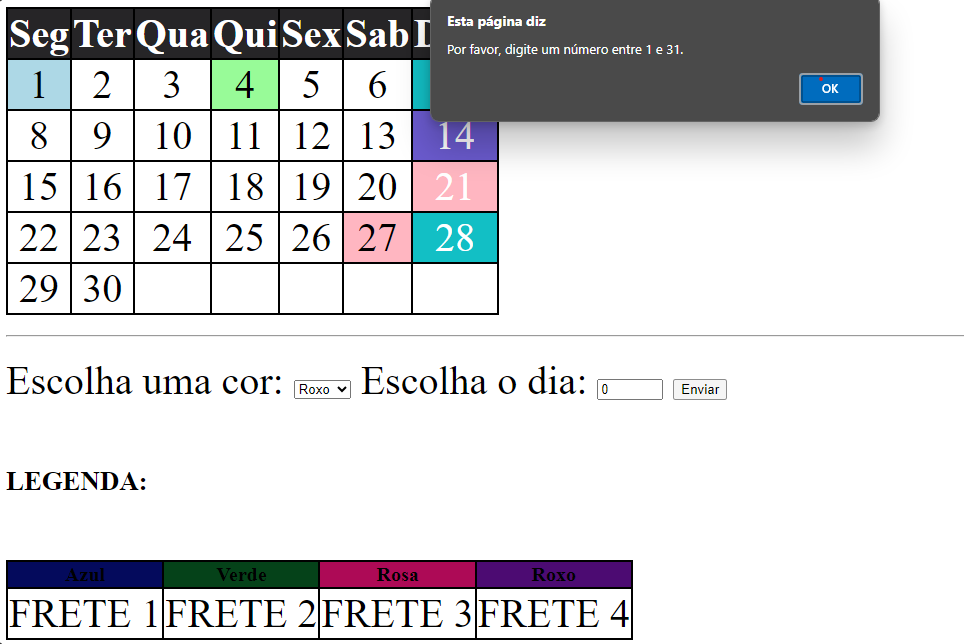 Seg Ter Qua Qui Sex Sab D
Esta página diz
Por favor, digite um número entre 1 e 31.
OK
1 2 3 4 5 6
8 9 10 11 12 13 14
15 16 17 18 19 20 21
22 23 24 25 26 27 28
29 30
Escolha uma cor: Roxo Escolha o dia: 0 Enviar
LEGENDA:
Azul Verde Rosa Roxo
FRETE 1 FRETE 2 FRETE 3 FRETE 4